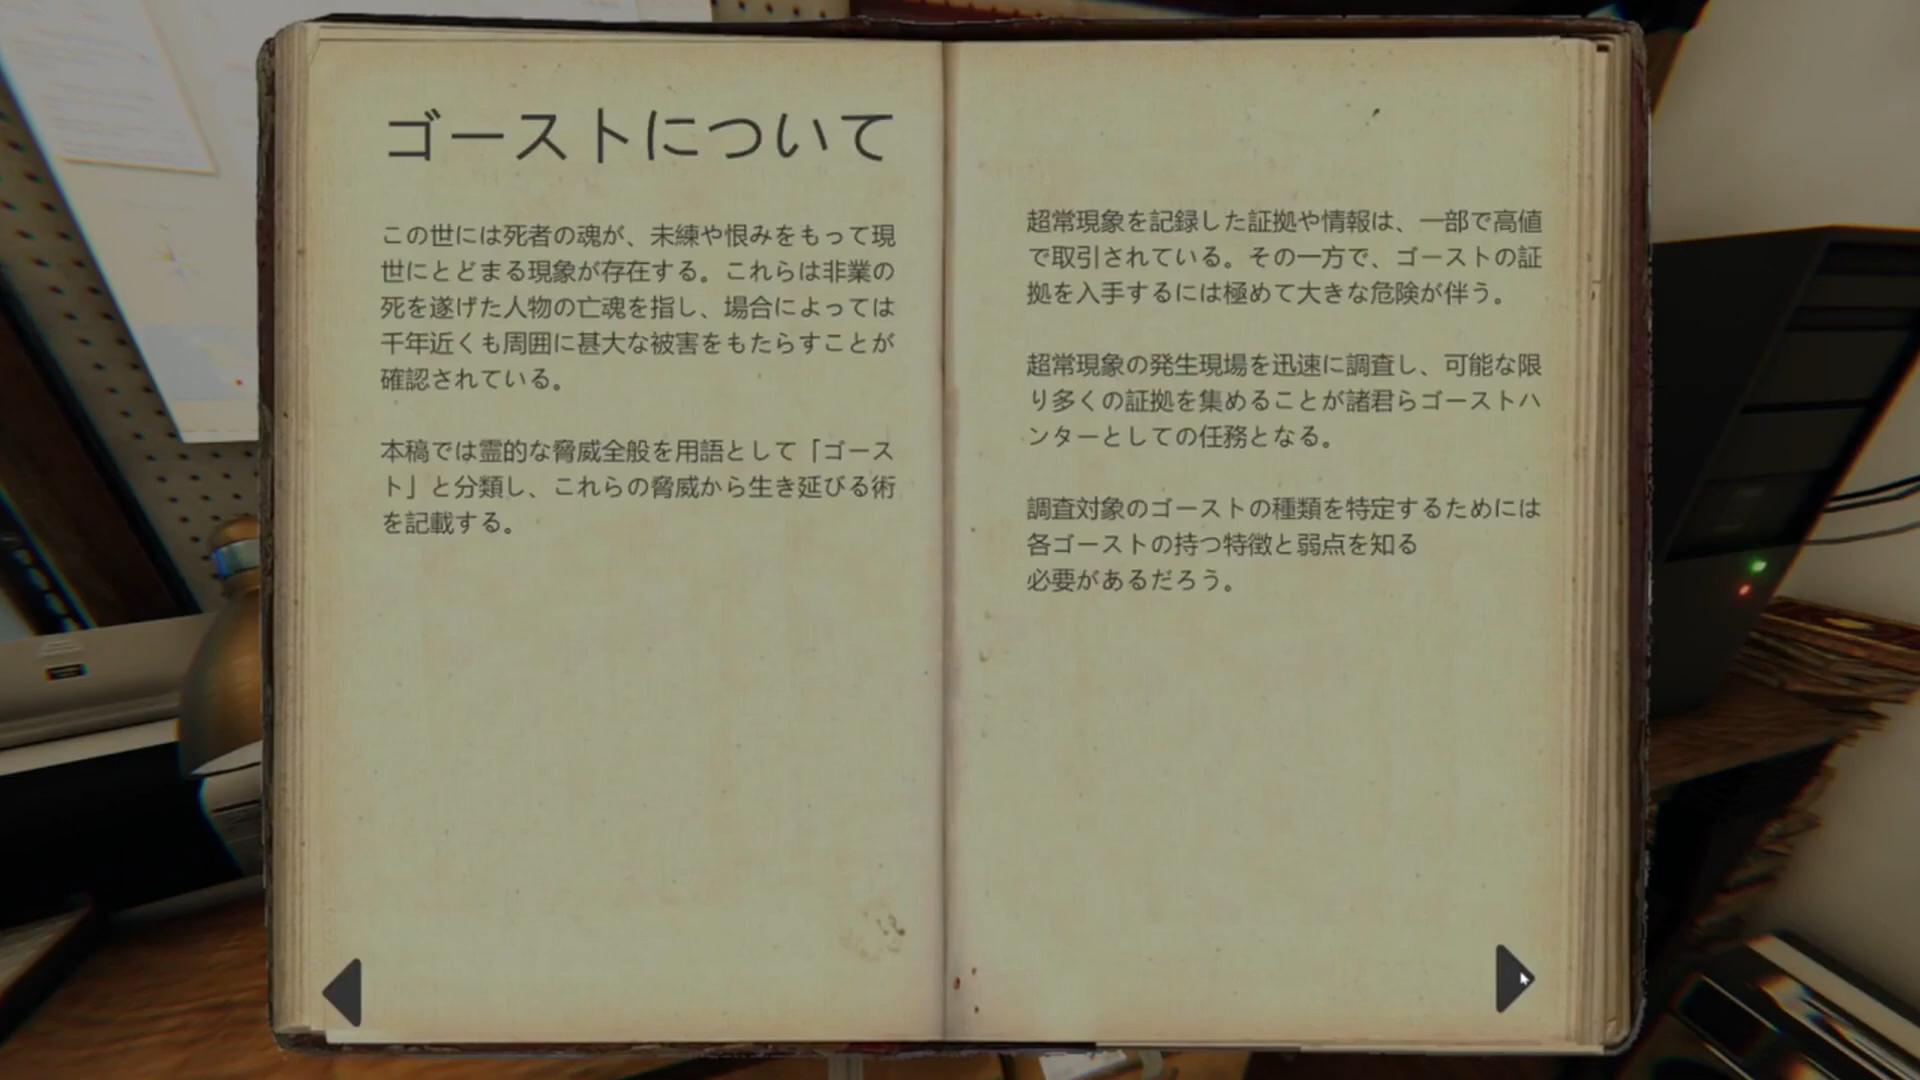 ゴーストについて
この世には死者の魂が、未練や恨みをもって現
世にとどまる現象が存在する。これらは非業の
死を遂げた人物の亡魂を指し、場合によっては
千年近くも周囲に甚大な被害をもたらすことが
確認されている。
本稿では霊的な脅威全般を用語として「ゴース
ト」と分類し、これらの脅威から生き延びる術
を記載する。
超常現象を記録した証拠や情報は、一部で高値
で取引されている。その一方で、ゴーストの証
拠を入手するには極めて大きな危険が伴う。
超常現象の発生現場を迅速に調査し、可能な限
り多くの証拠を集めることが諸君らゴーストハ
ンターとしての任務となる。
調査対象のゴーストの種類を特定するためには
各ゴーストの持つ特徴と弱点を知る
必要があるだろう。